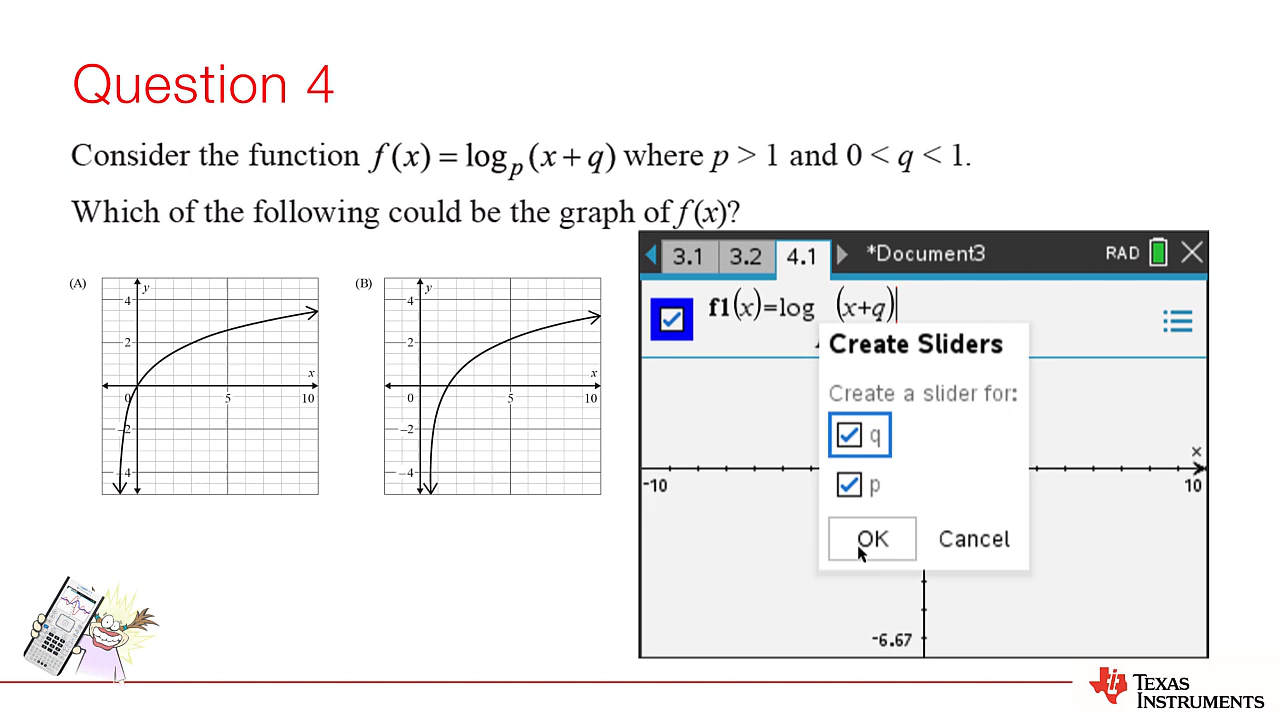 Question 4
Consider the function f(x) = log_p(x + q) where p > 1 and 0 < q < 1.
Which of the following could be the graph of f(x)?
(A)
y
4
2
x
0
5
10
−2
−4
(B)
y
4
2
x
0
5
10
−2
−4
3.1
3.2
4.1
*Document3
RAD
f1(x)=log (x+q)
Create Sliders
Create a slider for:
q
p
OK
Cancel
x
-10
10
-6.67
TEXAS
INSTRUMENTS